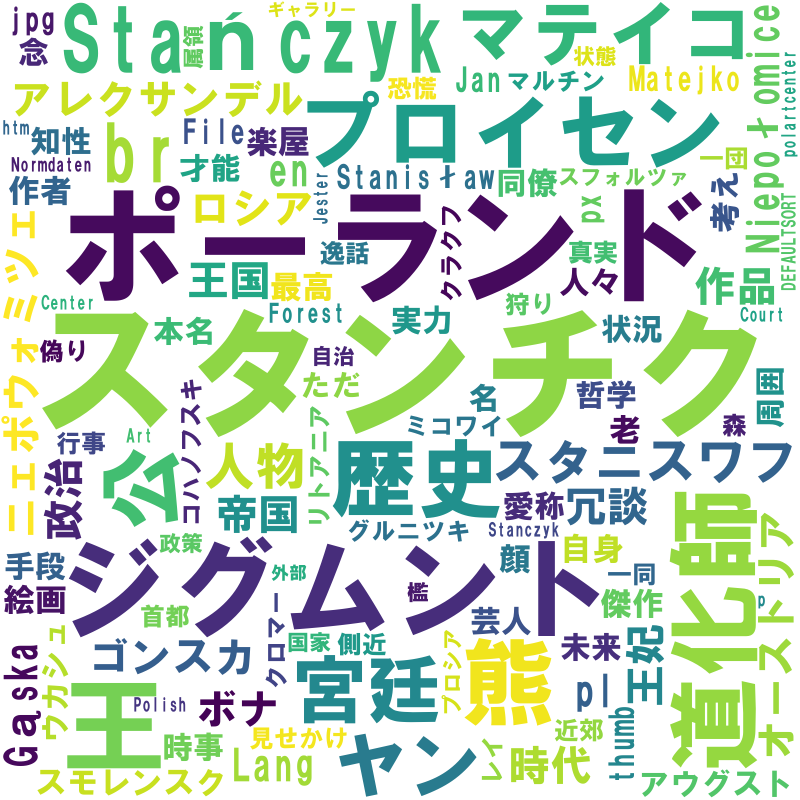 jpg
ギャラリー
Stańczyk
マテイコ
念
属領
状態
恐慌
Jan
マルチン
Matejko
polartcenter
アレクサンデル
プロイセン
htm
知性
File
楽屋
Niepołomice
Normdaten
br
才能
en
Stanisław
同僚
スフォルツァ
一団
作者
Jester
px
考え
DEFAULTSORT
ロシア
ポーランド
逸話
クラクフ
真実
人々
王国
最高
作品
ニェポウォミツェ
Center
Forest
狩り
Court
本名
実力
状況
偽り
スタンチク
自治
ただ
哲学
周囲
名
老
森
ミコワイ
行事
Art
コハノフスキ
人物
リトアニア
歴史
スタニスワフ
政治
公
帝国
愛称
冗談
グルニツキ
Stanczyk
道化師
オーストリア
政策
手段
ジグムント
顔
自身
外部
檻
一同
絵画
首都
クロマー
芸人
傑作
p
ウカシュ
国家
側近
プロシア
未来
王妃
Gąska
ゴンスカ
宮廷
熊
王
Polish
ボナ
pl
時事
見せかけ
ヤン
近郊
thumb
スモレンスク
Lang
レイ
時代
アウグスト